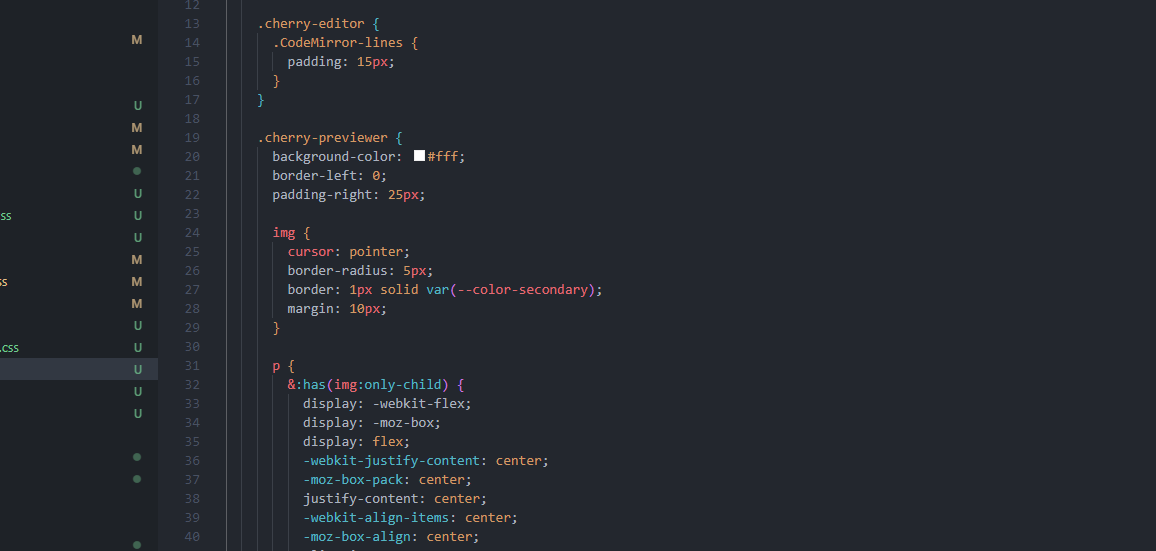 12
13 .cherry-editor {
14 .CodeMirror-lines {
15 padding: 15px;
16 }
17 }
18
19 .cherry-previewer {
20 background-color: #fff;
21 border-left: 0;
22 padding-right: 25px;
23
24 img {
25 cursor: pointer;
26 border-radius: 5px;
27 border: 1px solid var(--color-secondary);
28 margin: 10px;
29 }
30
31 p {
32 &:has(img:only-child) {
33 display: -webkit-flex;
34 display: -moz-box;
35 display: flex;
36 -webkit-justify-content: center;
37 -moz-box-pack: center;
38 justify-content: center;
39 -webkit-align-items: center;
40 -moz-box-align: center;
M
U
M
M
U
ss U
U
M
s M
M
U
.css U
U
U
U